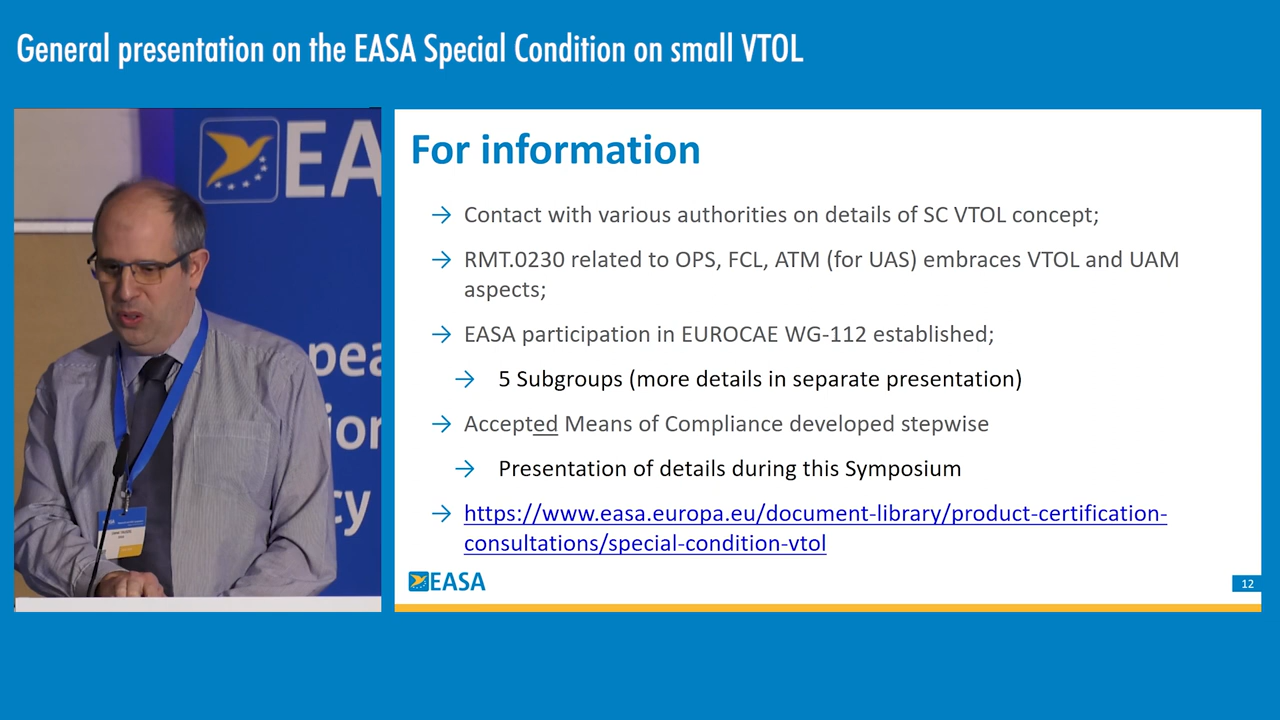 General presentation on the EASA Special Condition on small VTOL
EA
pea
ion
cy
For information
→ Contact with various authorities on details of SC VTOL concept;
→ RMT.0230 related to OPS, FCL, ATM (for UAS) embraces VTOL and UAM
aspects;
→ EASA participation in EUROCAE WG-112 established;
→ 5 Subgroups (more details in separate presentation)
→ Accepted Means of Compliance developed stepwise
→ Presentation of details during this Symposium
→ https://www.easa.europa.eu/document-library/product-certification-
consultations/special-condition-vtol
EASA
12